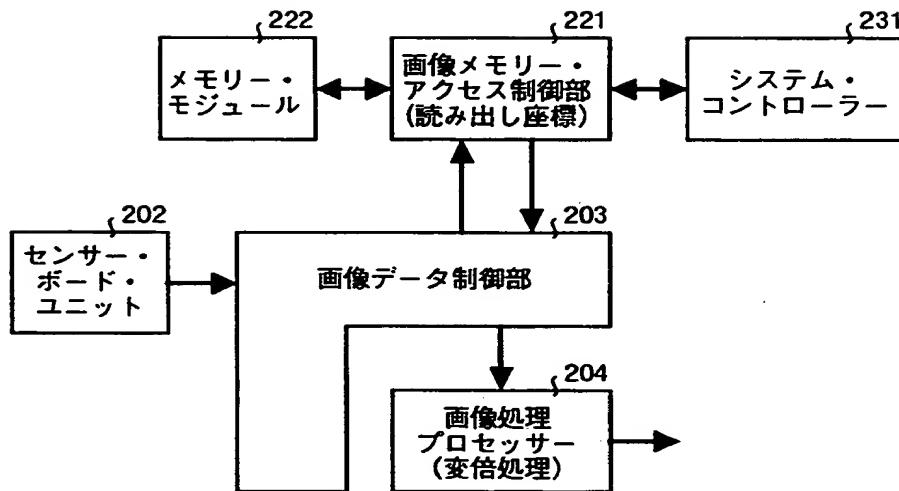 222
メモリー・
モジュール
221
画像メモリー・
アクセス制御部
(読み出し座標)
231
システム・
コントローラー
202
センサー・
ボード・
ユニット
203
画像データ制御部
204
画像処理
プロセッサー
(変倍処理)